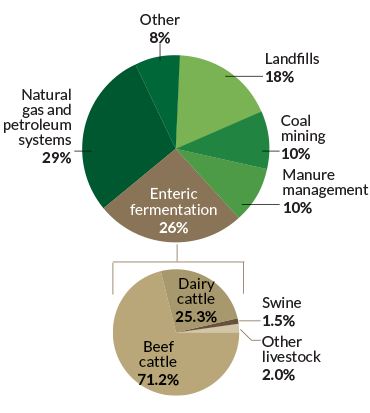 Other
8%
Landfills
18%
Natural
gas and
petroleum
systems
29%
Coal
mining
10%
Manure
management
10%
Enteric
fermentation
26%
Dairy
cattle
25.3%
Swine
1.5%
Other
livestock
2.0%
Beef
cattle
71.2%